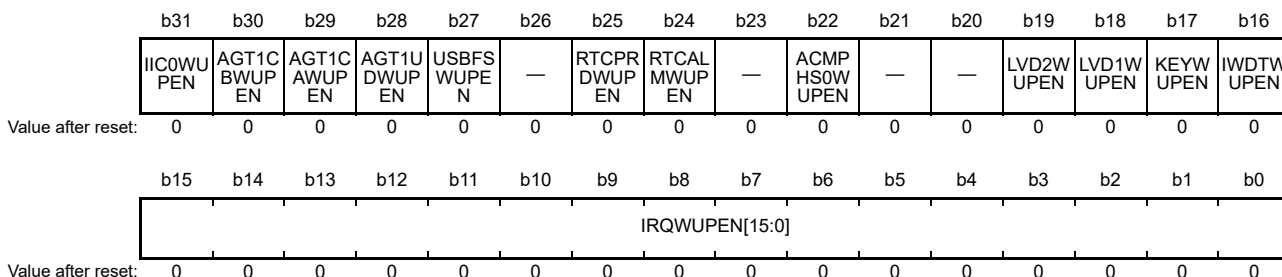 b31 b30 b29 b28 b27 b26 b25 b24 b23 b22 b21 b20 b19 b18 b17 b16
IIC0WU AGT1C AGT1C AGT1U USBFS — RTCPR RTCAL — ACMP — — LVD2W LVD1W KEYW IWDTW
PEN BWUP AWUP DWUP WUPE DWUP MWUP HS0W UPEN UPEN UPEN UPEN
EN EN EN N EN EN UPEN
Value after reset: 0 0 0 0 0 0 0 0 0 0 0 0 0 0 0 0
b15 b14 b13 b12 b11 b10 b9 b8 b7 b6 b5 b4 b3 b2 b1 b0
IRQWUPEN[15:0]
Value after reset: 0 0 0 0 0 0 0 0 0 0 0 0 0 0 0 0